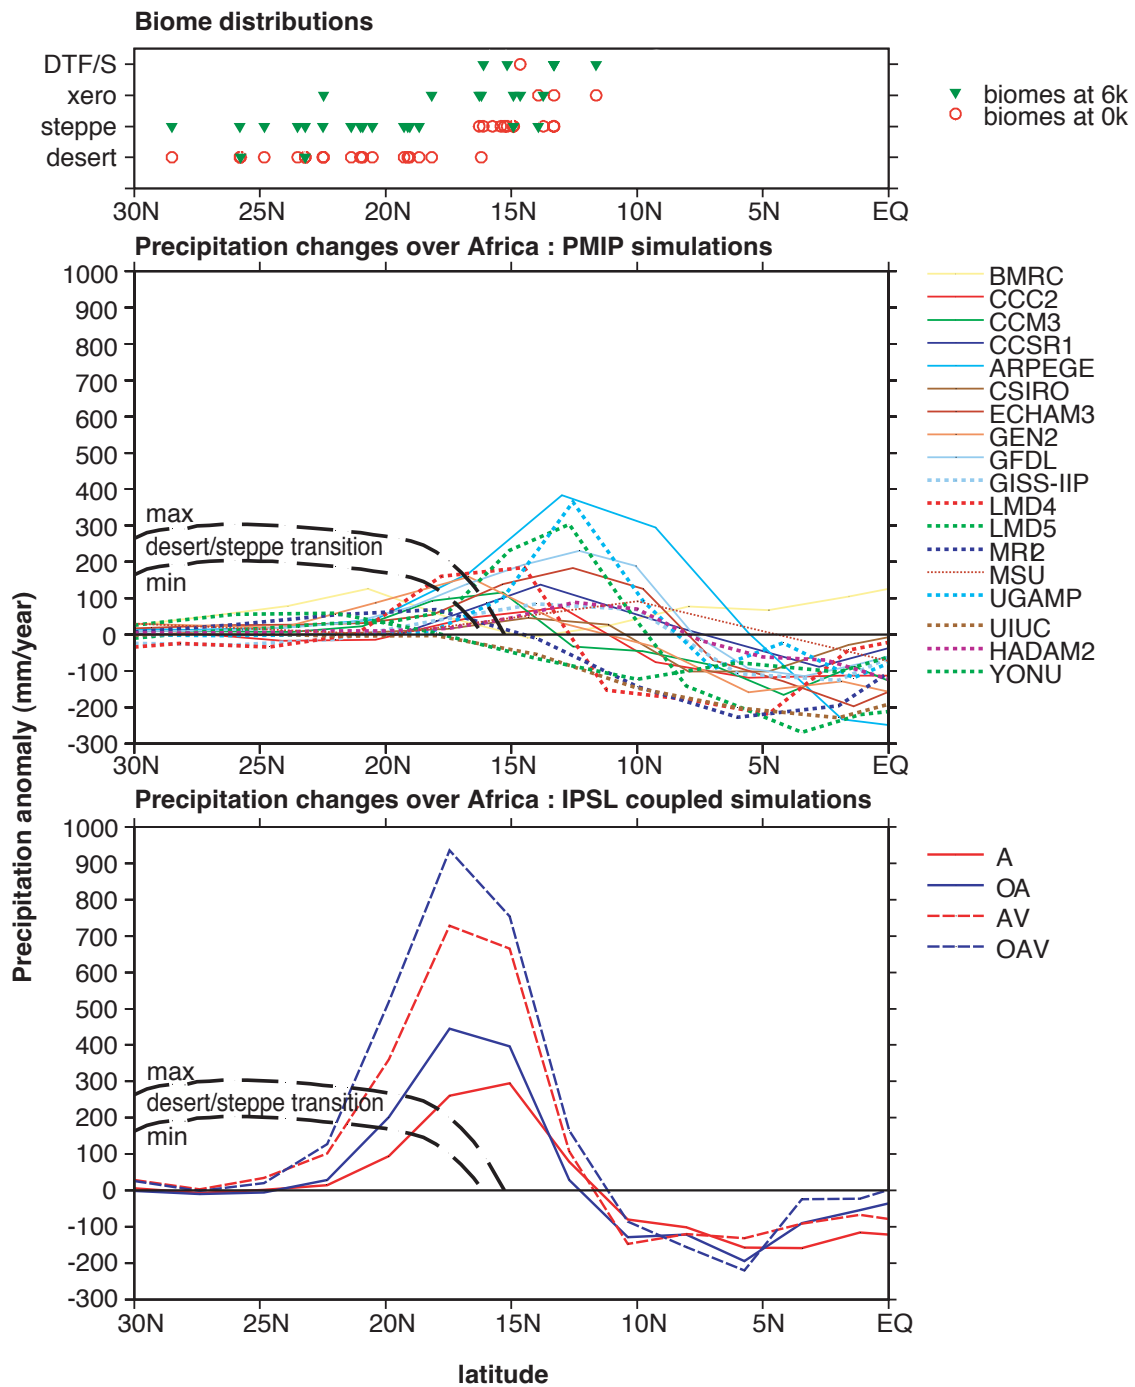 Biome distributions
DTF/S
xero
steppe
desert
30N 25N 20N 15N 10N 5N EQ
biomes at 6k
biomes at 0k
Precipitation changes over Africa : PMIP simulations
1000
900
800
700
600
500
400
300
200
100
0
-100
-200
-300
max
desert/steppe transition
min
30N 25N 20N 15N 10N 5N EQ
BMRC
CCC2
CCM3
CCSR1
ARPEGE
CSIRO
ECHAM3
GEN2
GFDL
GISS-IIP
LMD4
LMD5
MRI2
MSU
UGAMP
UIUC
HADAM2
YONU
Precipitation anomaly (mm/year)
Precipitation changes over Africa : IPSL coupled simulations
1000
900
800
700
600
500
400
300
200
100
0
-100
-200
-300
max
desert/steppe transition
min
30N 25N 20N 15N 10N 5N EQ
A
OA
AV
OAV
latitude